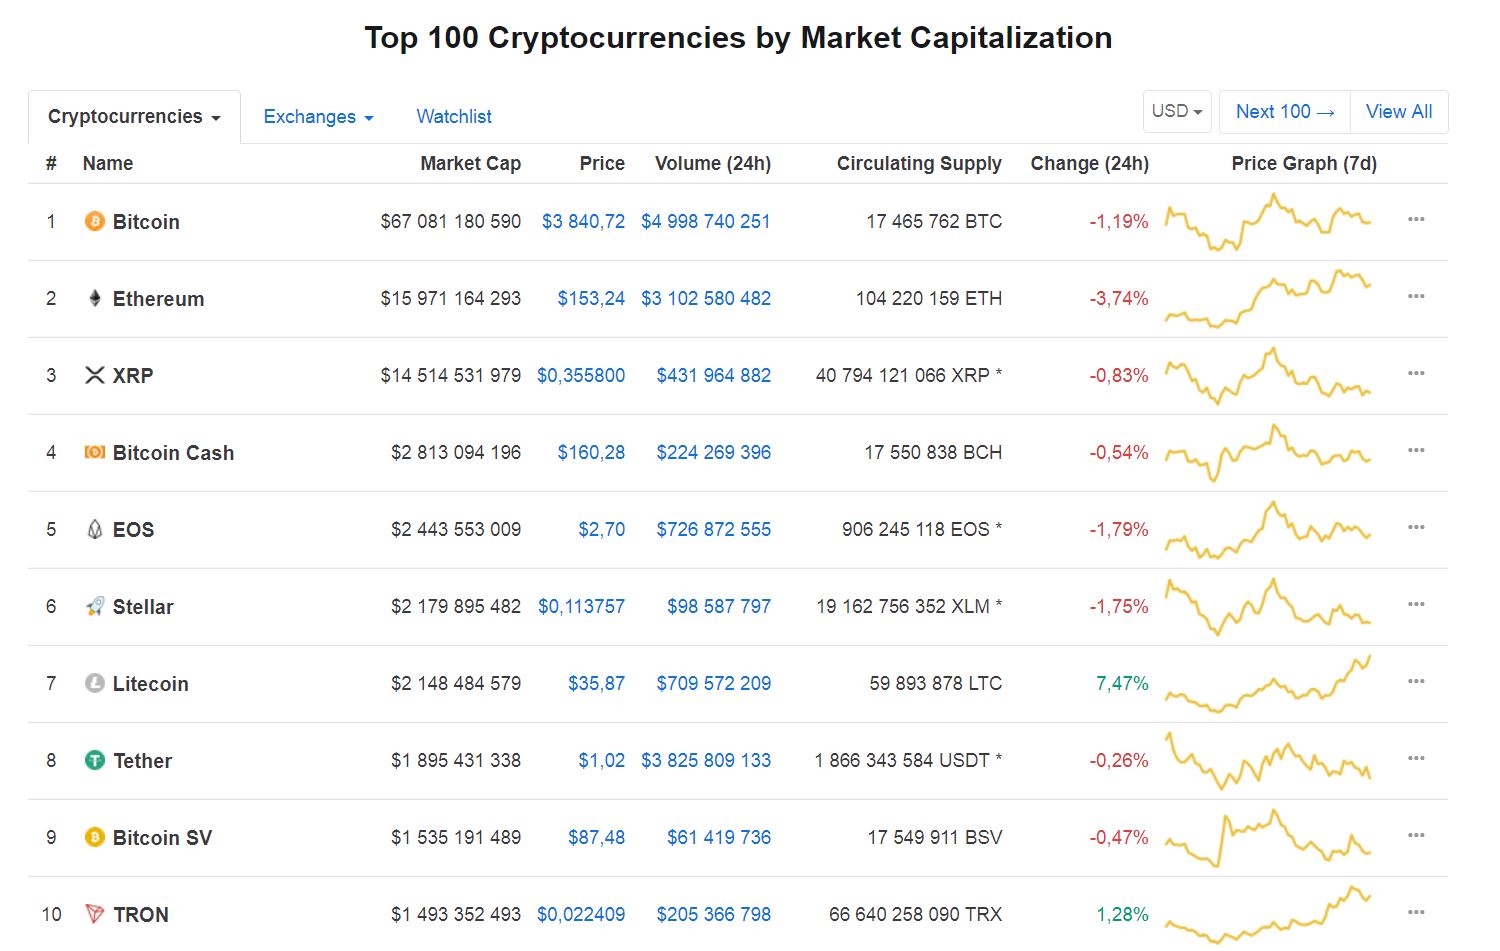 Top 100 Cryptocurrencies by Market Capitalization
Cryptocurrencies Exchanges Watchlist USD Next 100 → View All
# Name Market Cap Price Volume (24h) Circulating Supply Change (24h) Price Graph (7d)
1 Bitcoin $67 081 180 590 $3 840,72 $4 998 740 251 17 465 762 BTC -1,19%
2 Ethereum $15 971 164 293 $153,24 $3 102 580 482 104 220 159 ETH -3,74%
3 XRP $14 514 531 979 $0,355800 $431 964 882 40 794 121 066 XRP * -0,83%
4 Bitcoin Cash $2 813 094 196 $160,28 $224 269 396 17 550 838 BCH -0,54%
5 EOS $2 443 553 009 $2,70 $726 872 555 906 245 118 EOS * -1,79%
6 Stellar $2 179 895 482 $0,113757 $98 587 797 19 162 756 352 XLM * -1,75%
7 Litecoin $2 148 484 579 $35,87 $709 572 209 59 893 878 LTC 7,47%
8 Tether $1 895 431 338 $1,02 $3 825 809 133 1 866 343 584 USDT * -0,26%
9 Bitcoin SV $1 535 191 489 $87,48 $61 419 736 17 549 911 BSV -0,47%
10 TRON $1 493 352 493 $0,022409 $205 366 798 66 640 258 090 TRX 1,28%